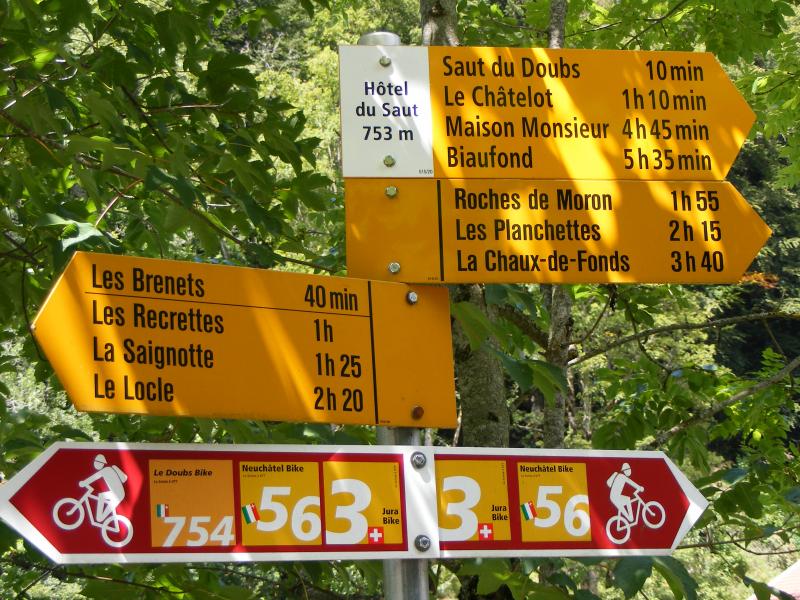 Hôtel
du Saut
753 m
Saut du Doubs 10 min
Le Châtelot 1h 10 min
Maison Monsieur 4h 45 min
Biaufond 5h 35 min
Roches de Moron 1h 55
Les Planchettes 2h 15
La Chaux-de-Fonds 3h 40
Les Brenets 40 min
Les Recrettes 1h
La Saignotte 1h 25
Le Locle 2h 20
Le Doubs Bike
754
Neuchâtel Bike
56
3
Jura
Bike
3
Jura
Bike
Neuchâtel Bike
56